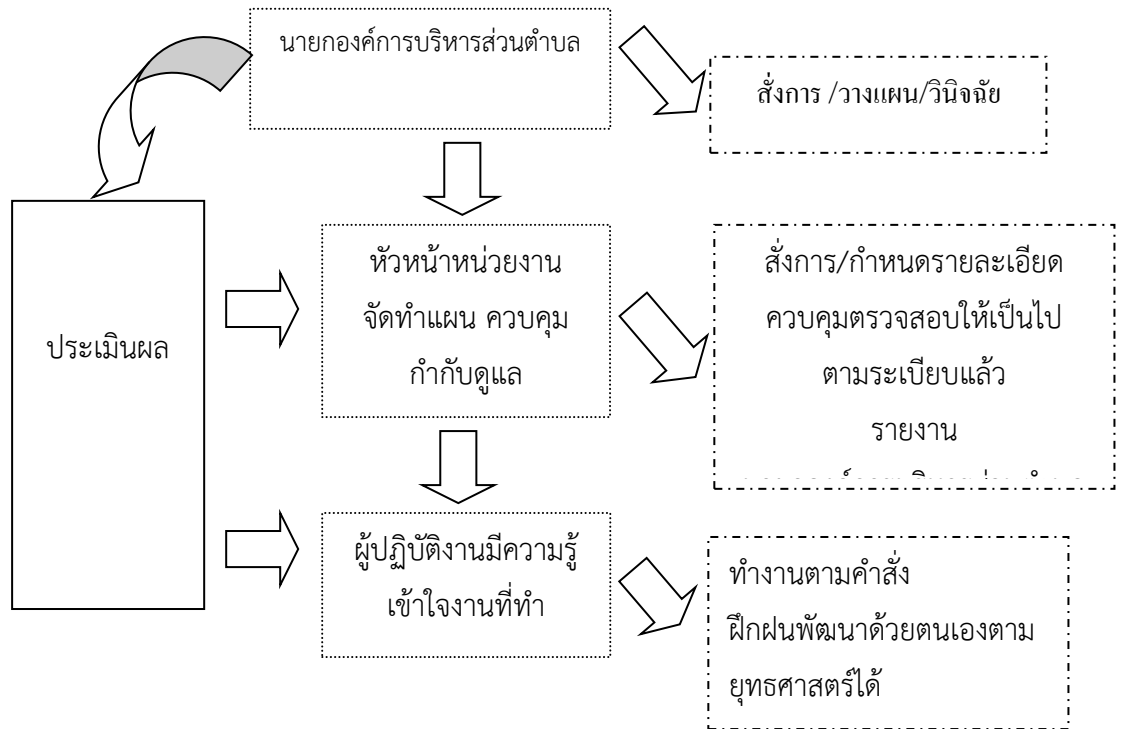 นายกองค์การบริหารส่วนตำบล
สั่งการ /วางแผน/วินิจฉัย
ประเมินผล
หัวหน้าหน่วยงาน
จัดทำแผน ควบคุม
กำกับดูแล
สั่งการ/กำหนดรายละเอียด
ควบคุมตรวจสอบให้เป็นไป
ตามระเบียบแล้ว
รายงาน
ผู้ปฏิบัติงานมีความรู้
เข้าใจงานที่ทำ
ทำงานตามคำสั่ง
ฝึกฝนพัฒนาด้วยตนเองตาม
ยุทธศาสตร์ได้